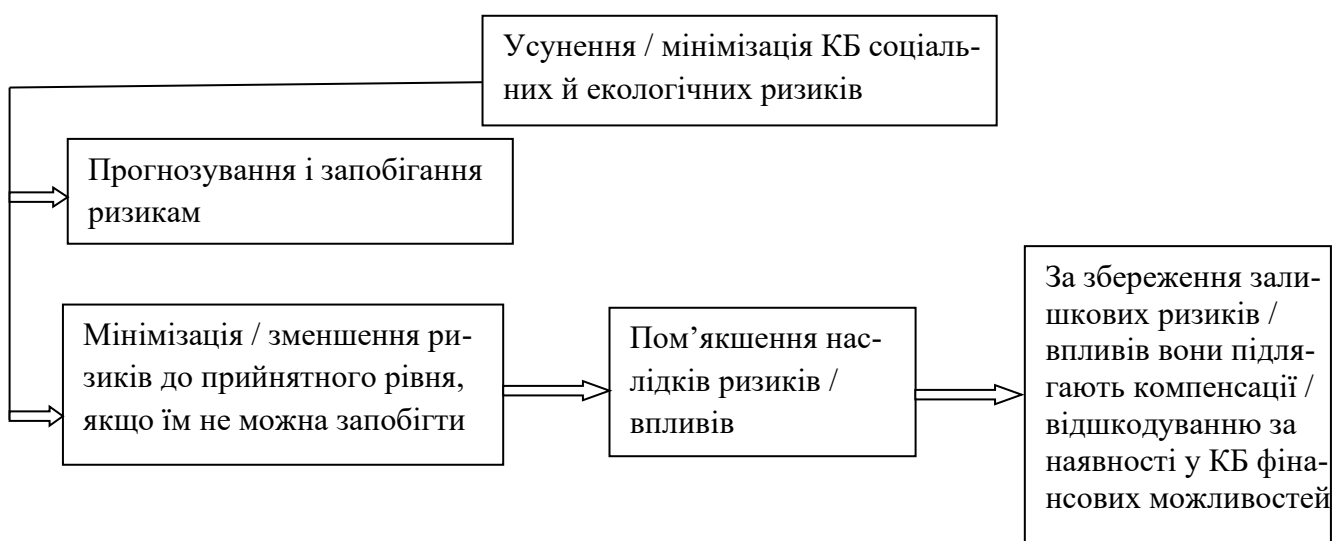 Усунення / мінімізація КБ соціаль-
них й екологічних ризиків
Прогнозування і запобігання
ризикам
Мінімізація / зменшення ри-
зиків до прийнятного рівня,
якщо їм не можна запобігти
Пом’якшення нас-
лідків ризиків /
впливів
За збереження зали-
шкових ризиків /
впливів вони підля-
гають компенсації /
відшкодуванню за
наявності у КБ фіна-
нсових можливостей